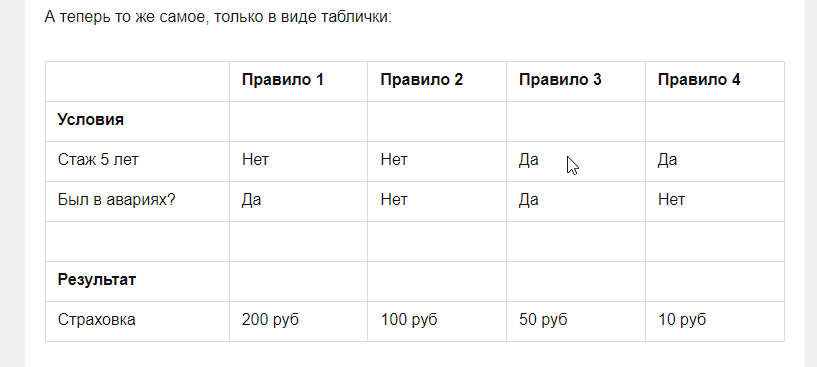 А теперь то же самое, только в виде таблички:
Правило 1 Правило 2 Правило 3 Правило 4
Условия
Стаж 5 лет Нет Нет Да Да
Был в авариях? Да Нет Да Нет
Результат
Страховка 200 руб 100 руб 50 руб 10 руб